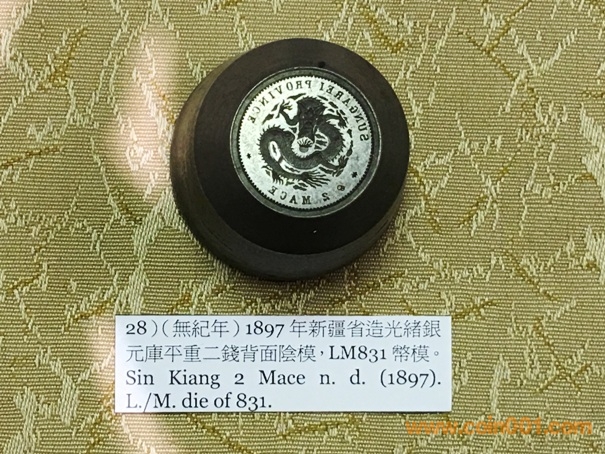 SUNGAREI PROVINCE
2 MACE
28)(無紀年)1897 年新疆省造光緒銀
元庫平重二錢背面陰模，LM831 幣模。
Sin Kiang 2 Mace n. d. (1897).
L./M. die of 831.